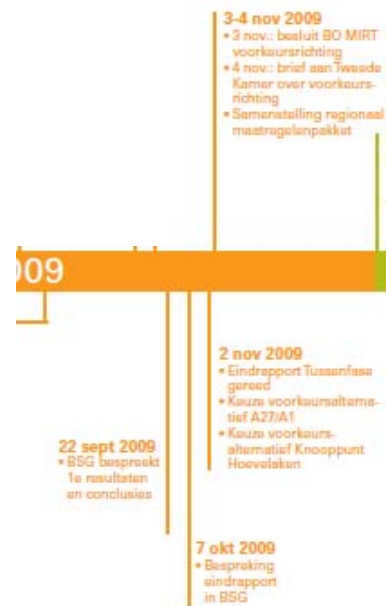 3-4 nov 2009
• 3 nov.: besluit BO MIRT
voorkeursrichting
• 4 nov.: brief aan Tweede
Kamer over voorkeurs-
richting
• Samenstelling regionaal
maatregelenpakket
009
2 nov 2009
• Eindrapport Tussenfase
gereed
• Keuze voorkeursalterna-
tief A27/A1
• Keuze voorkeurs-
alternatief Knooppunt
Hoevelaken
22 sept 2009
• BSG bespreekt
1e resultaten
en conclusies
7 okt 2009
• Bespreking
eindrapport
in BSG